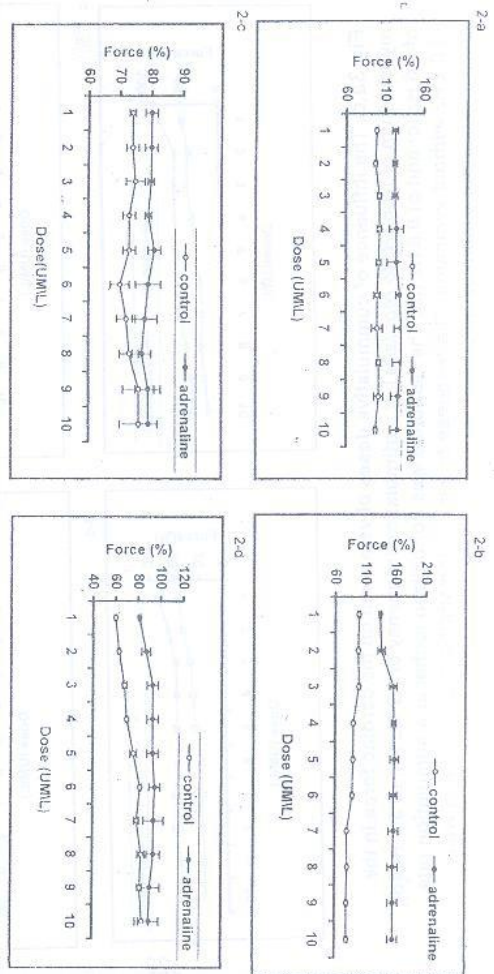 2-a
Force (%)
160
110
60
1 2 3 4 5 6 7 8 9 10
Dose (UM\L)
control adrenaline
2-b
Force (%)
210
160
110
60
1 2 3 4 5 6 7 8 9 10
Dose (UM\L)
control adrenaline
2-c
Force (%)
90
80
70
60
1 2 3 4 5 6 7 8 9 10
Dose(UM\L)
control adrenaline
2-d
Force (%)
120
100
80
60
40
1 2 3 4 5 6 7 8 9 10
Dose (UM\L)
control adrenaline